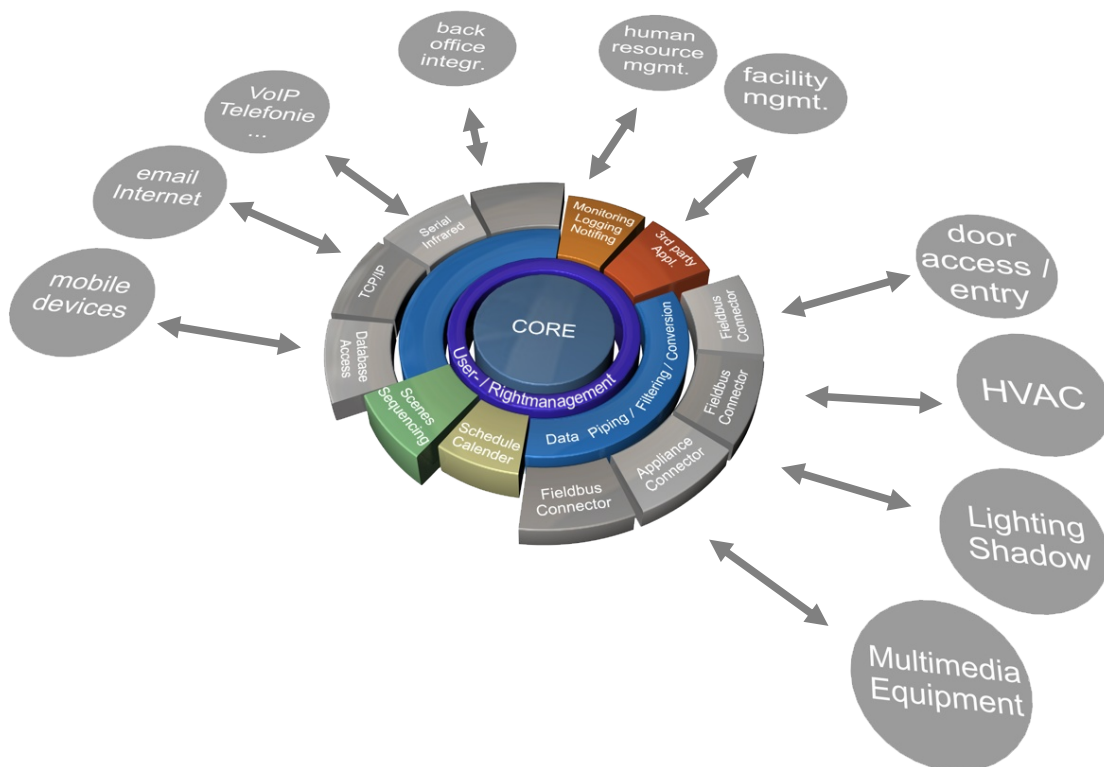 back
office
integr.
human
resource
mgmt.
facility
mgmt.
VoIP
Telefonie
...
email
Internet
mobile
devices
door
access /
entry
HVAC
Lighting
Shadow
Multimedia
Equipment
Serial
Infrared
TCP/IP
Database
Access
Monitoring
Logging
Notifing
3rd party
Appl.
Fieldbus
Connector
Fieldbus
Connector
Appliance
Connector
Fieldbus
Connector
Scenes
Sequencing
Schedule
Calender
Data Piping / Filtering / Conversion
User- / Rightmanagement
CORE